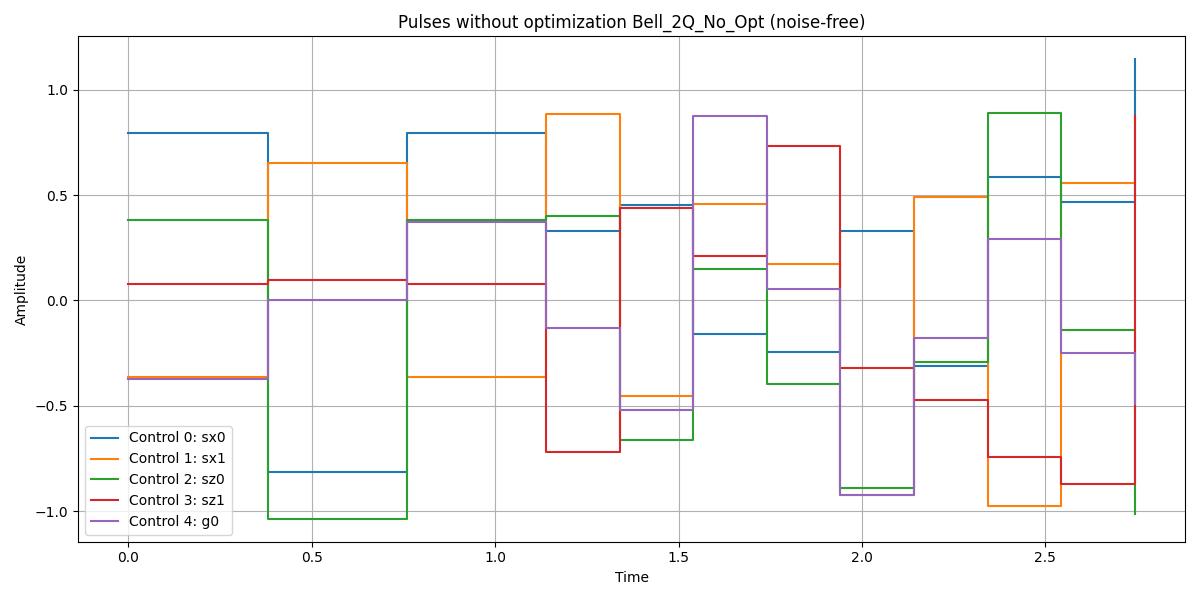 Pulses without optimization Bell_2Q_No_Opt (noise-free)
Amplitude
1.0
0.5
0.0
−0.5
−1.0
Control 0: sx0
Control 1: sx1
Control 2: sz0
Control 3: sz1
Control 4: g0
0.0 0.5 1.0 1.5 2.0 2.5
Time